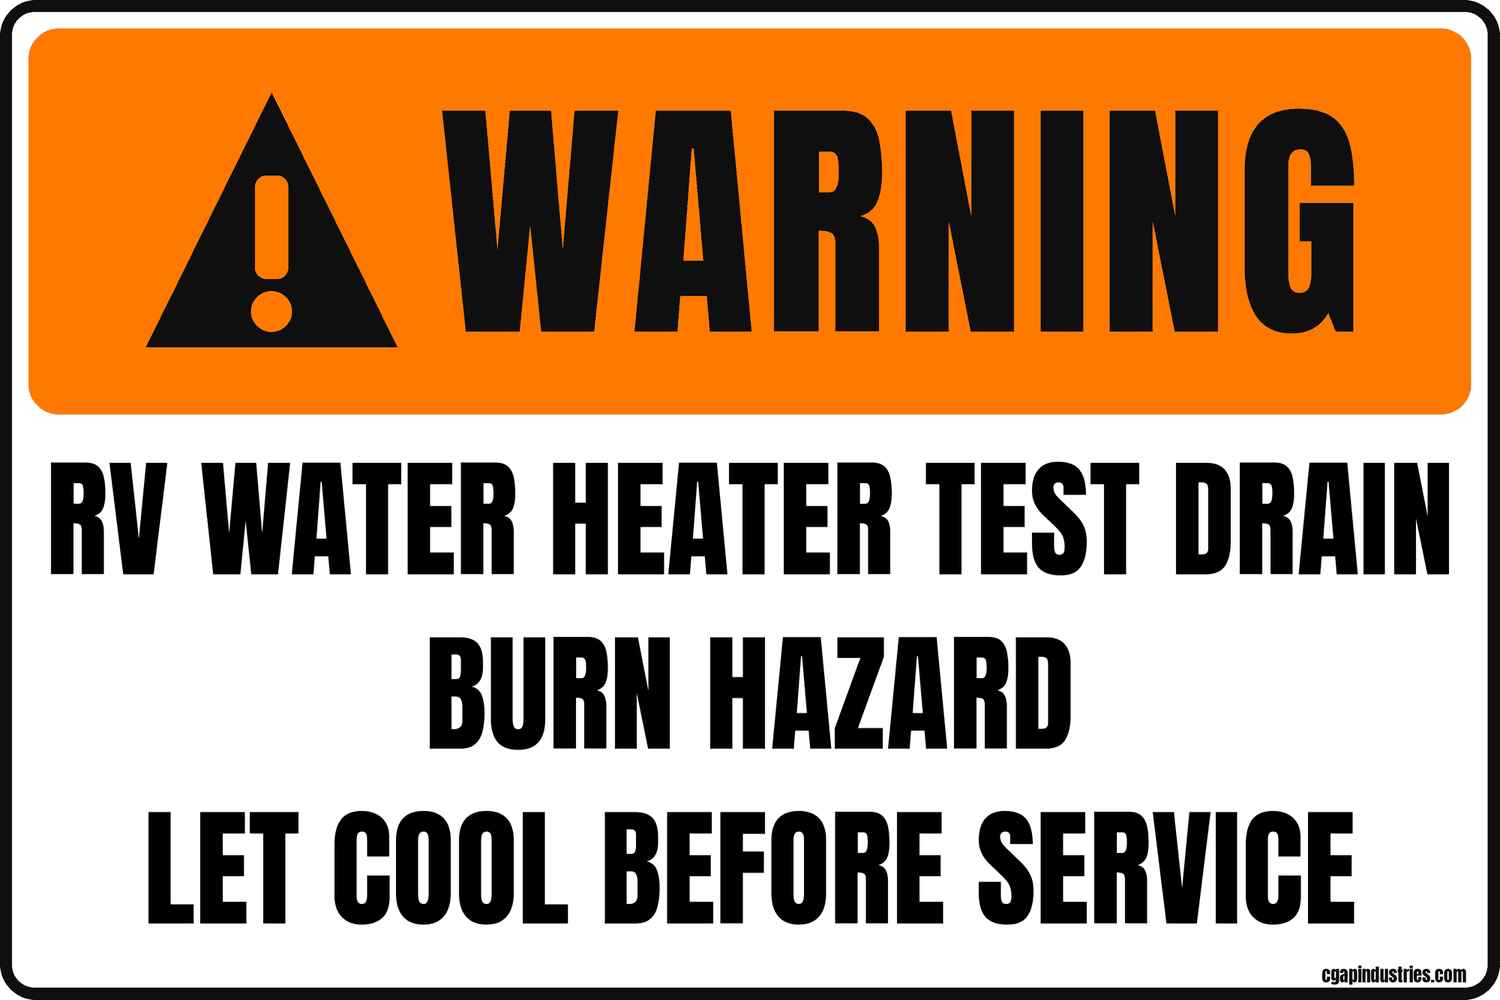 WARNING
RV WATER HEATER TEST DRAIN
BURN HAZARD
LET COOL BEFORE SERVICE
cgapindustries.com